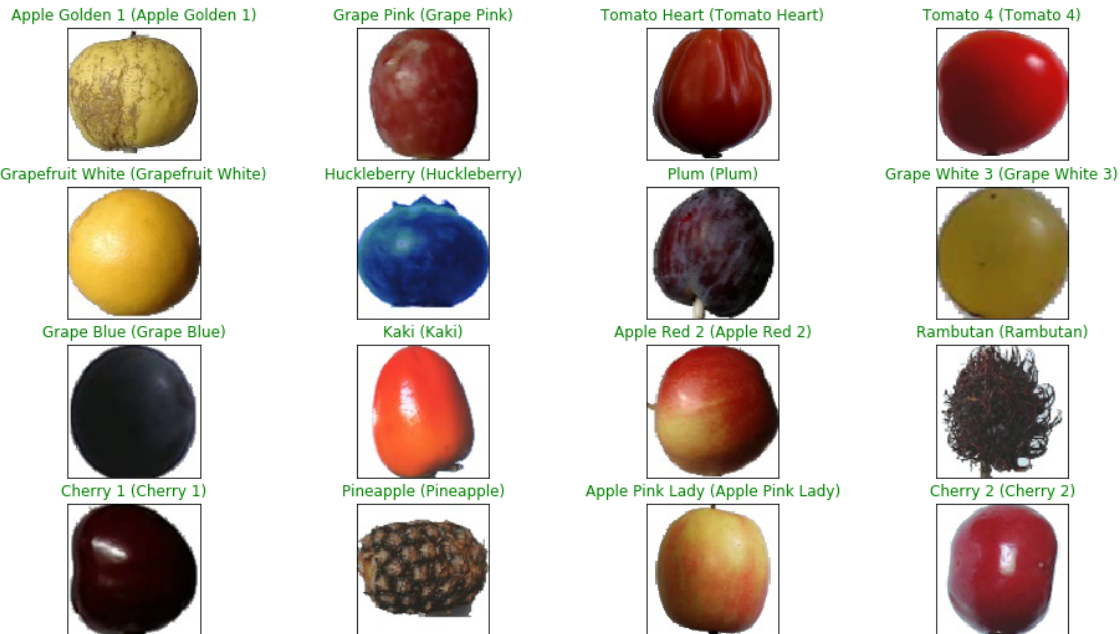 Apple Golden 1 (Apple Golden 1)
Grape Pink (Grape Pink)
Tomato Heart (Tomato Heart)
Tomato 4 (Tomato 4)
Grapefruit White (Grapefruit White)
Huckleberry (Huckleberry)
Plum (Plum)
Grape White 3 (Grape White 3)
Grape Blue (Grape Blue)
Kaki (Kaki)
Apple Red 2 (Apple Red 2)
Rambutan (Rambutan)
Cherry 1 (Cherry 1)
Pineapple (Pineapple)
Apple Pink Lady (Apple Pink Lady)
Cherry 2 (Cherry 2)